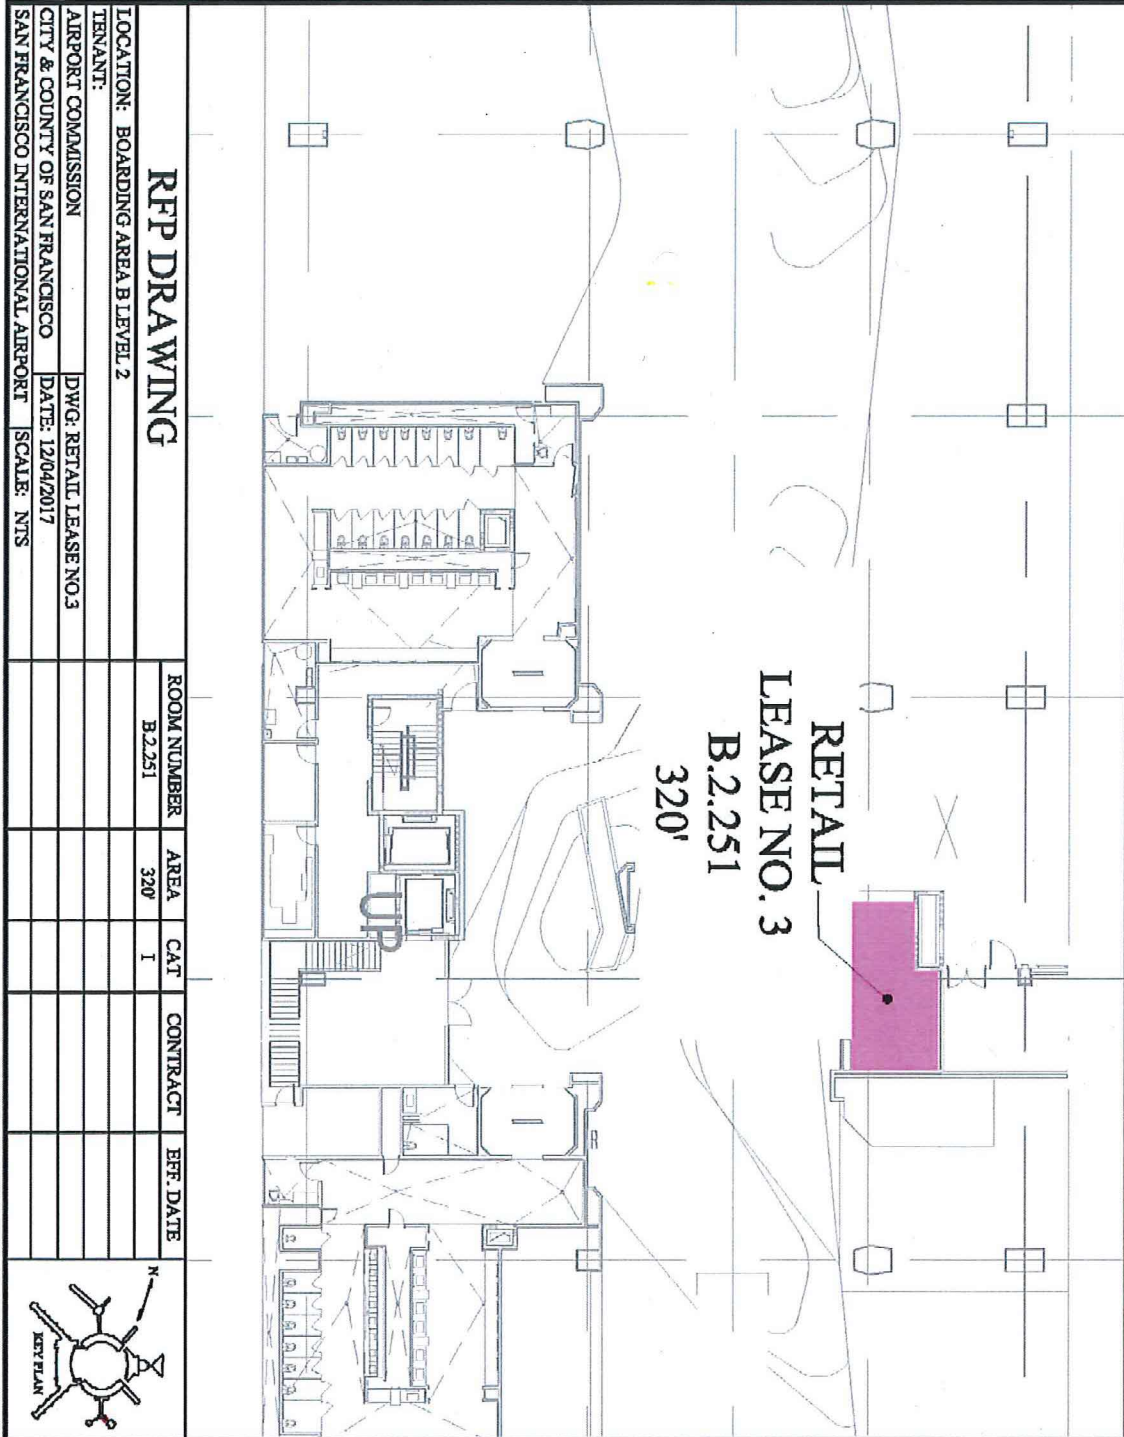 RETAIL
LEASE NO. 3
B.2.251
320'
UP
RFP DRAWING
LOCATION: BOARDING AREA B LEVEL 2
TENANT:
AIRPORT COMMISSION
DWG: RETAIL LEASE NO.3
CITY & COUNTY OF SAN FRANCISCO
DATE: 12/04/2017
SAN FRANCISCO INTERNATIONAL AIRPORT
SCALE: NTS
ROOM NUMBER AREA CAT CONTRACT EFF. DATE
B.2.251 320' I
N
KEY PLAN